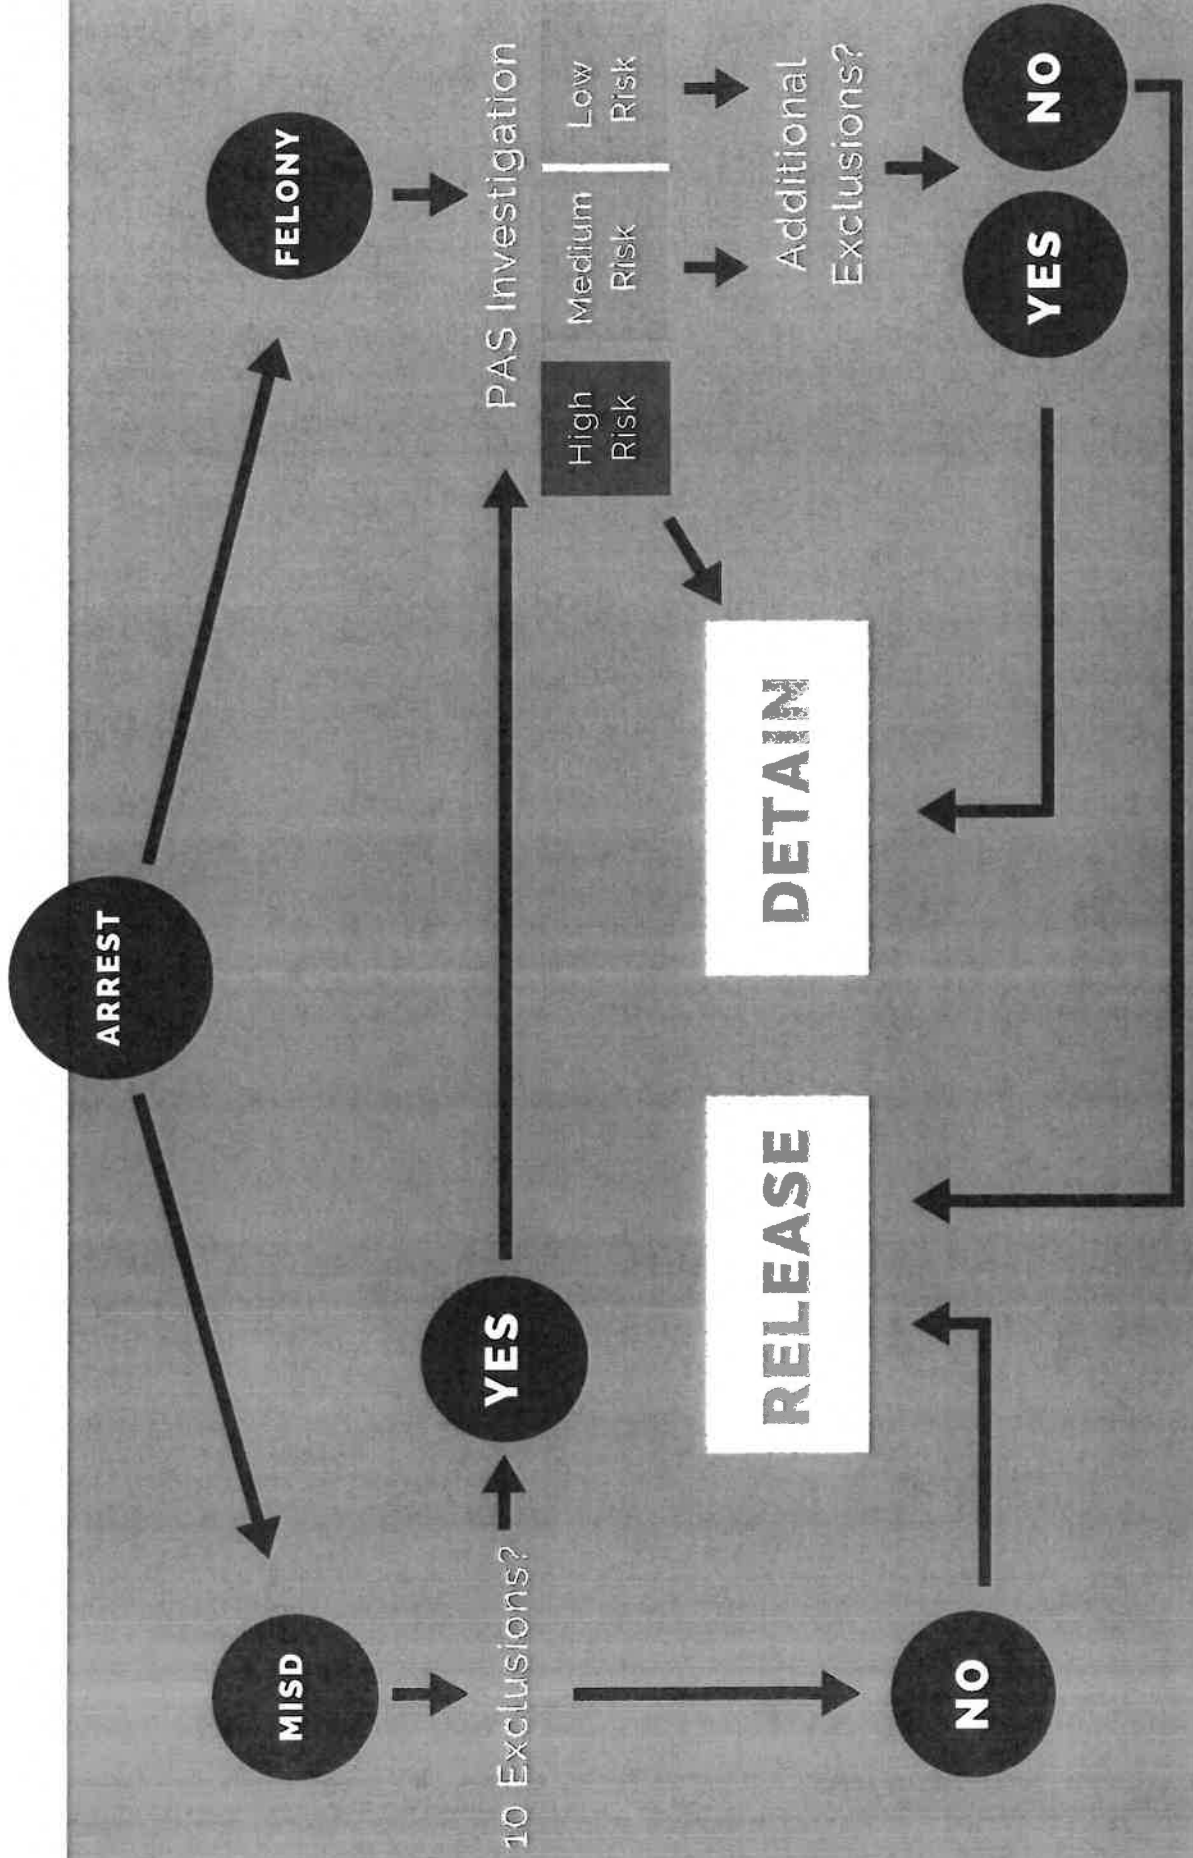 ARREST
MISD
FELONY
10 Exclusions?
YES
PAS Investigation
High
Risk
Medium
Risk
Low
Risk
RELEASE
DETAIN
Additional
Exclusions?
NO
YES
NO